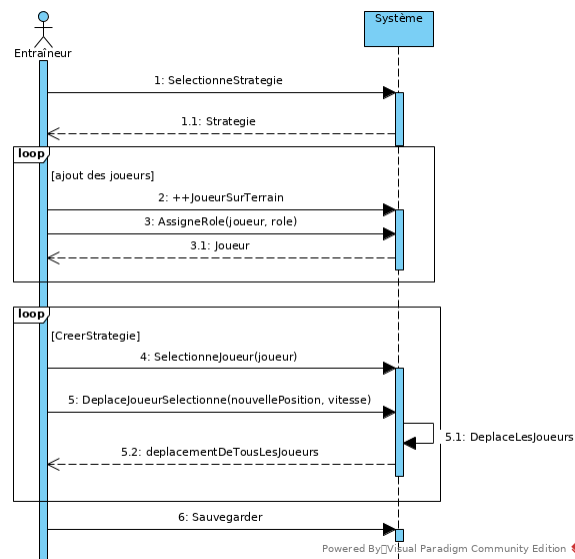 Système
Entraîneur
1: SelectionneStrategie
1.1: Strategie
loop
[ajout des joueurs]
2: ++JoueurSurTerrain
3: AssigneRole(joueur, role)
3.1: Joueur
loop
[CreerStrategie]
4: SelectionneJoueur(joueur)
5: DeplaceJoueurSelectionne(nouvellePosition, vitesse)
5.1: DeplaceLesJoueurs
5.2: deplacementDeTousLesJoueurs
6: Sauvegarder
Powered By Visual Paradigm Community Edition